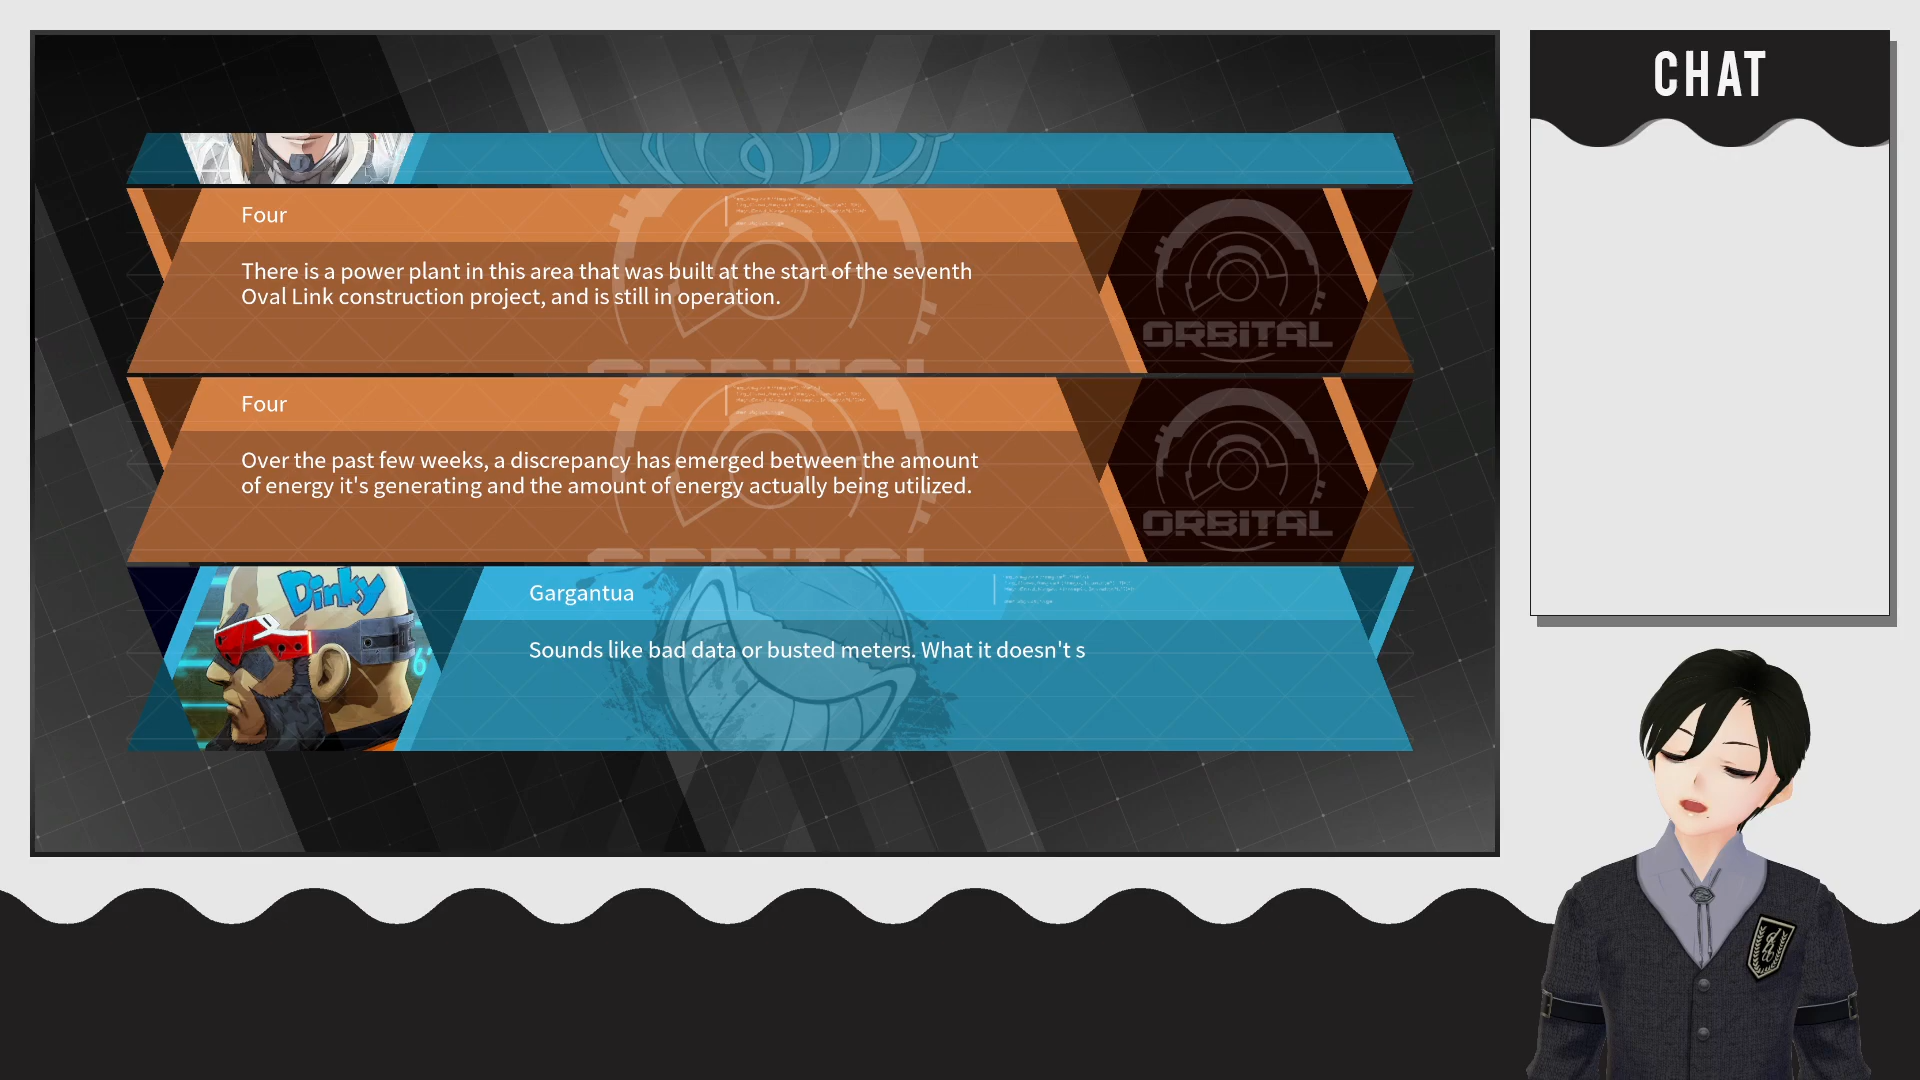 CHAT
Four
There is a power plant in this area that was built at the start of the seventh
Oval Link construction project, and is still in operation.
ORBITAL
ORBITAL
Four
Over the past few weeks, a discrepancy has emerged between the amount
of energy it's generating and the amount of energy actually being utilized.
ORBITAL
ORBITAL
Dinky
Gargantua
Sounds like bad data or busted meters. What it doesn't s